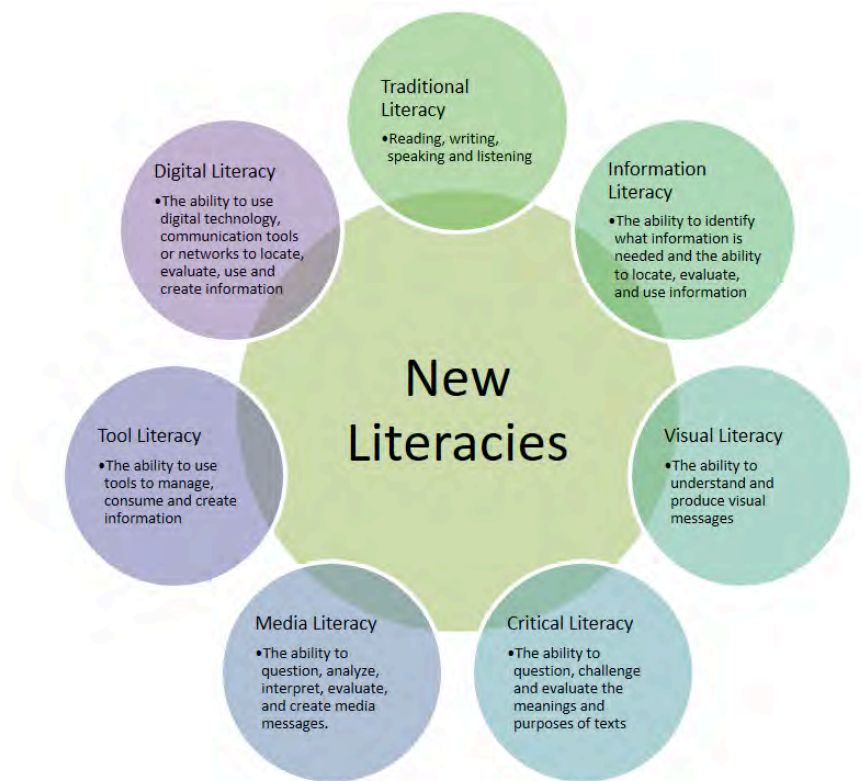 Traditional
Literacy
•Reading, writing,
speaking and listening
Information
Literacy
•The ability to identify
what information is
needed and the ability
to locate, evaluate,
and use information
Visual Literacy
•The ability to
understand and
produce visual
messages
Critical Literacy
•The ability to
question, challenge
and evaluate the
meanings and
purposes of texts
Media Literacy
•The ability to
question, analyze,
interpret, evaluate,
and create media
messages.
Tool Literacy
•The ability to use
tools to manage,
consume and create
information
Digital Literacy
•The ability to use
digital technology,
communication tools
or networks to locate,
evaluate, use and
create information
New
Literacies